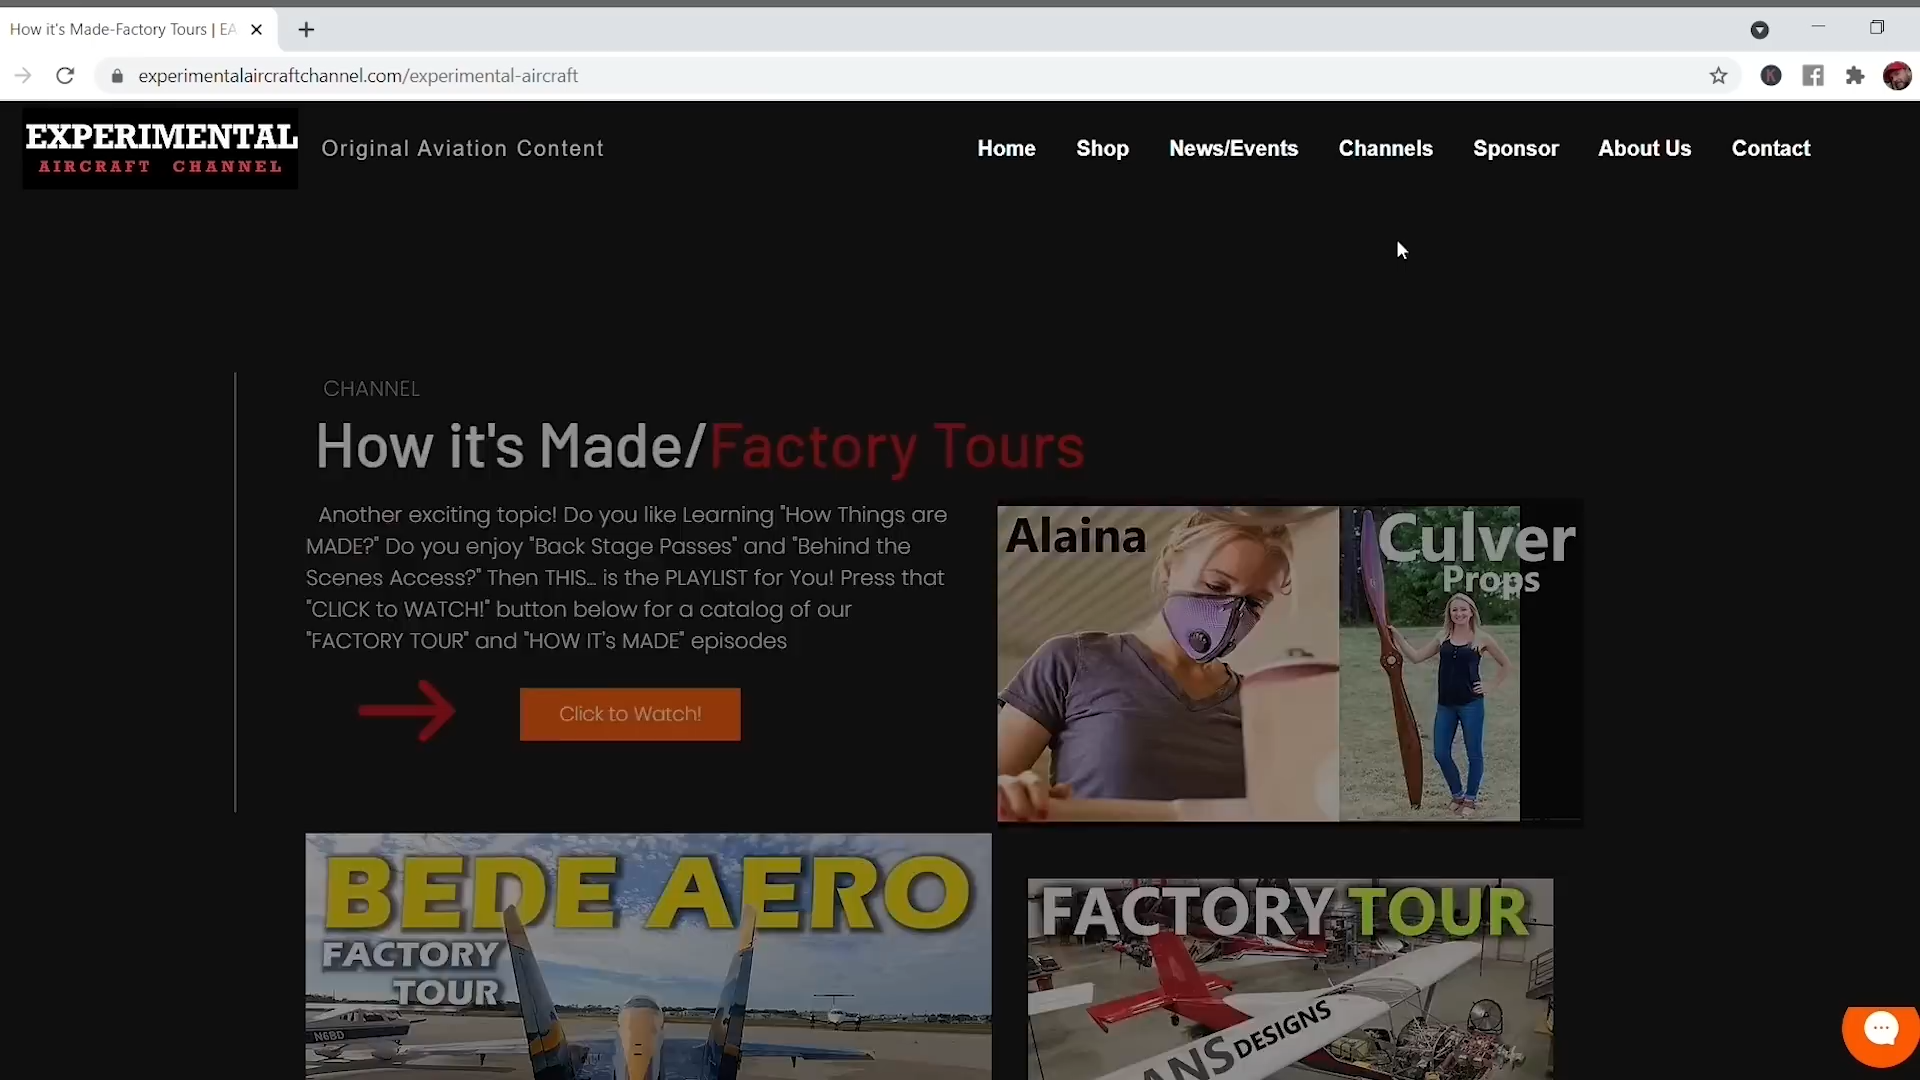 How it's Made-Factory Tours | EA
experimentalaircraftchannel.com/experimental-aircraft
K
EXPERIMENTAL
AIRCRAFT CHANNEL
Original Aviation Content
Home
Shop
News/Events
Channels
Sponsor
About Us
Contact
CHANNEL
How it's Made/Factory Tours
Another exciting topic! Do you like Learning "How Things are
MADE?" Do you enjoy "Back Stage Passes" and "Behind the
Scenes Access?" Then THIS... is the PLAYLIST for You! Press that
"CLICK to WATCH!" button below for a catalog of our
"FACTORY TOUR" and "HOW IT's MADE" episodes
Click to Watch!
Alaina
Culver
Props
BEDE AERO
FACTORY
TOUR
N6BD
FACTORY TOUR
ANS DESIGNS